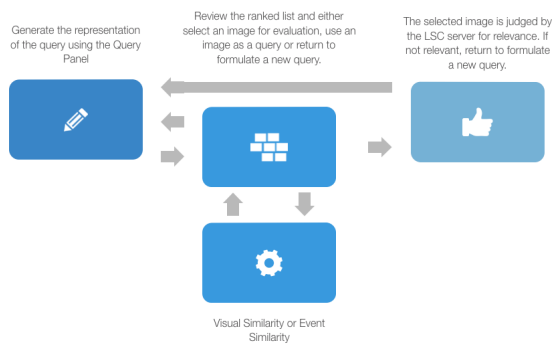 Generate the representation
of the query using the Query
Panel
Review the ranked list and either
select an image for evaluation, use an
image as a query or return to
formulate a new query.
The selected image is judged by
the LSC server for relevance. If
not relevant, return to formulate
a new query.
Visual Similarity or Event
Similarity